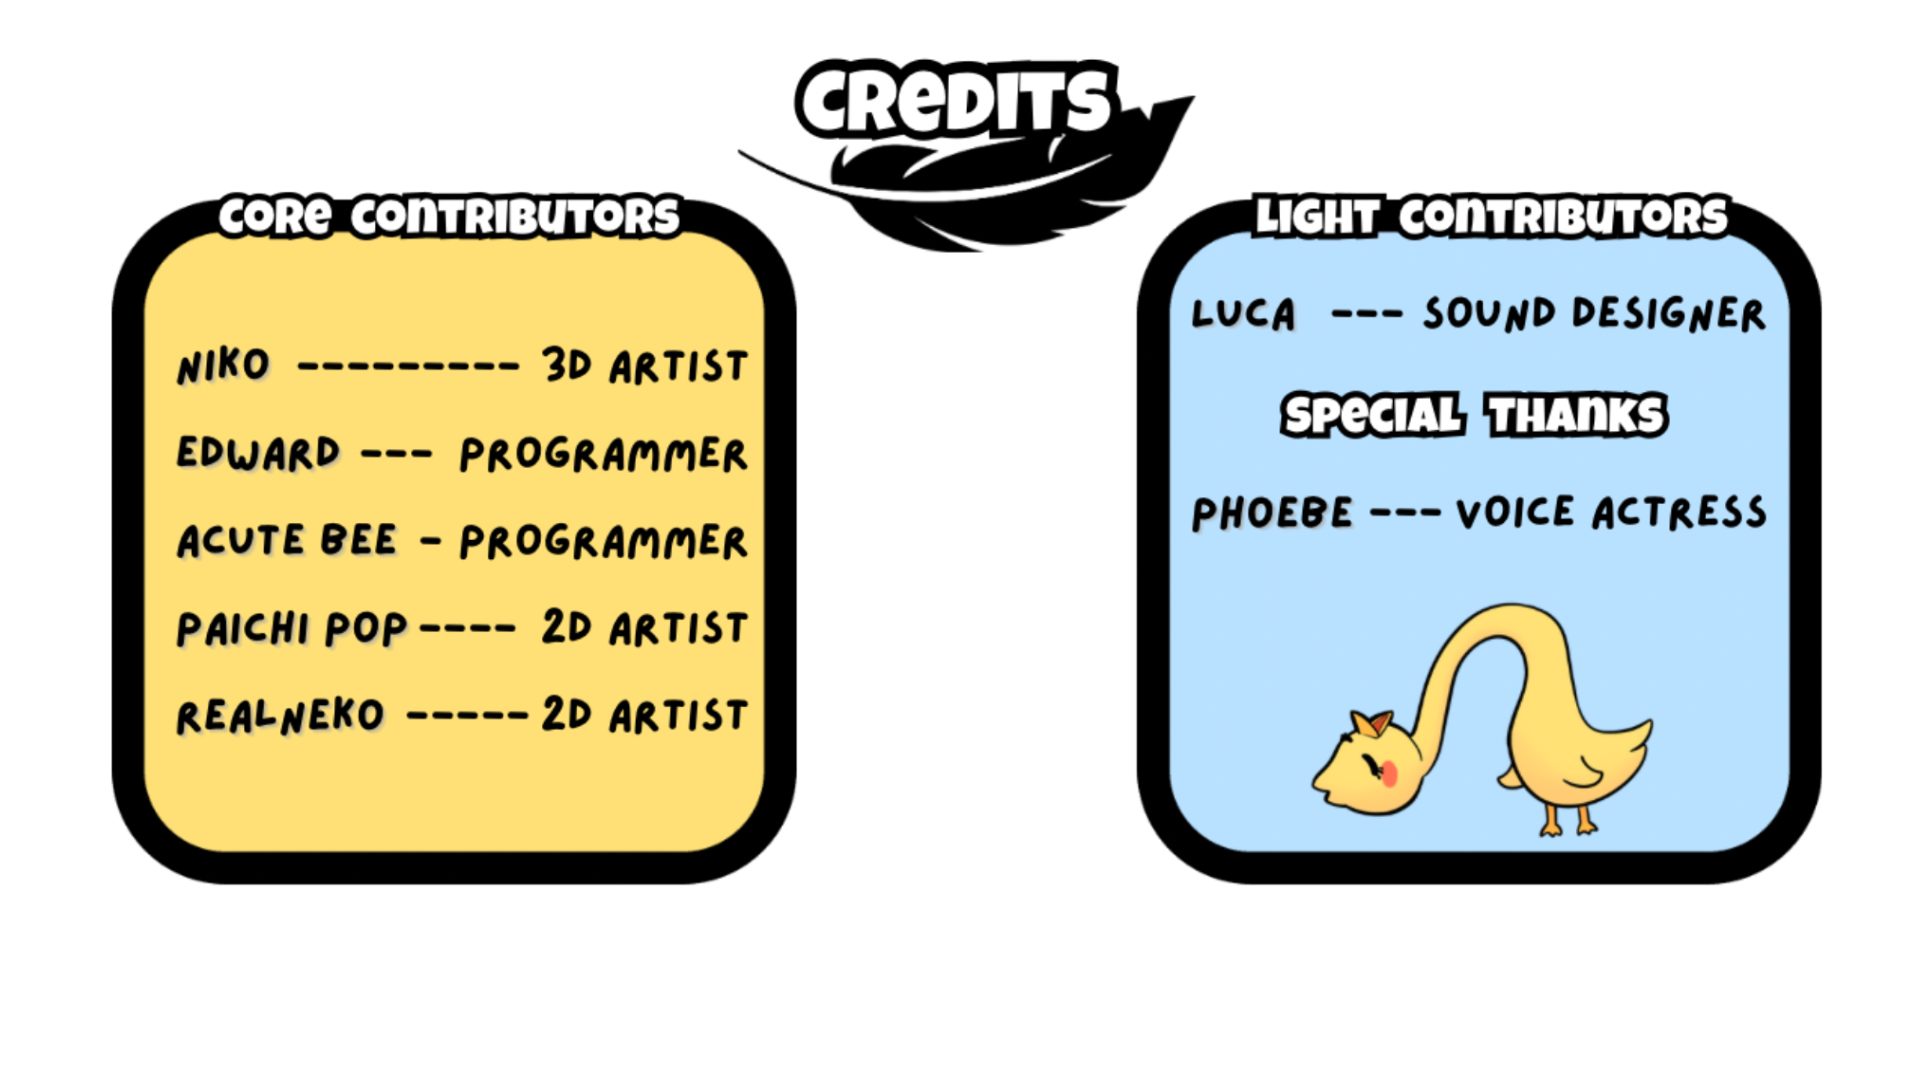 CREDITS
CORE CONTRIBUTORS
NIKO --------- 3D ARTIST
EDWARD --- PROGRAMMER
ACUTE BEE - PROGRAMMER
PAICHI POP ---- 2D ARTIST
REALNEKO ----- 2D ARTIST
LIGHT CONTRIBUTORS
LUCA --- SOUND DESIGNER
SPECIAL THANKS
PHOEBE --- VOICE ACTRESS